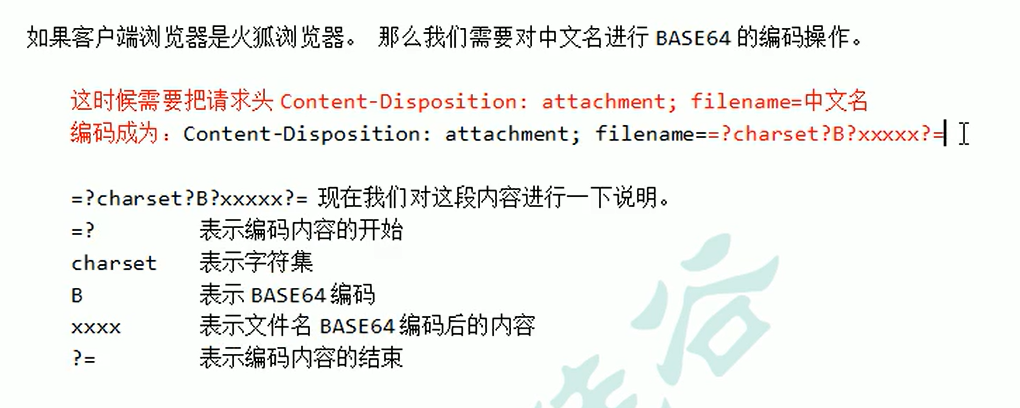 如果客户端浏览器是火狐浏览器。 那么我们需要对中文名进行 BASE64 的编码操作。
这时候需要把请求头 Content-Disposition: attachment; filename=中文名
编码成为：Content-Disposition: attachment; filename==?charset?B?xxxxx?=
=?charset?B?xxxxx?= 现在我们对这段内容进行一下说明。
=? 表示编码内容的开始
charset 表示字符集
B 表示 BASE64 编码
xxxx 表示文件名 BASE64 编码后的内容
?= 表示编码内容的结束
谷